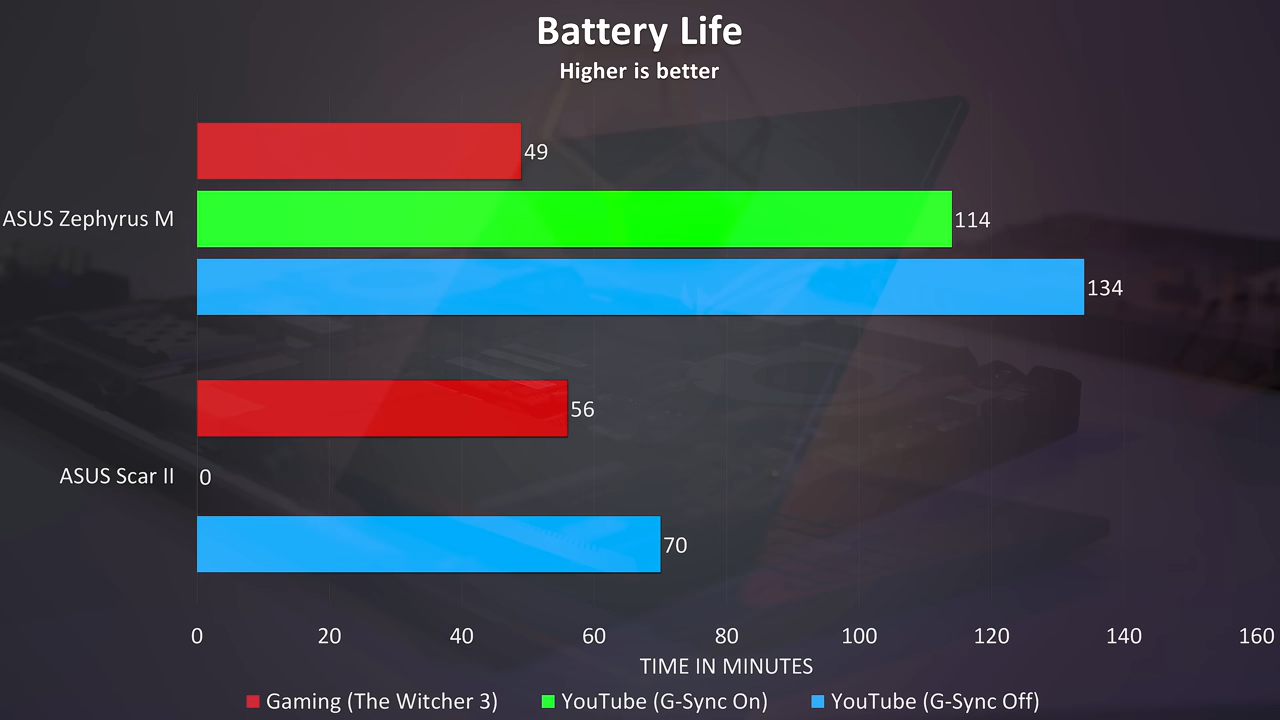 Battery Life
Higher is better
49
ASUS Zephyrus M
114
134
56
ASUS Scar II
0
70
0 20 40 60 80 100 120 140 160
TIME IN MINUTES
Gaming (The Witcher 3) YouTube (G-Sync On) YouTube (G-Sync Off)